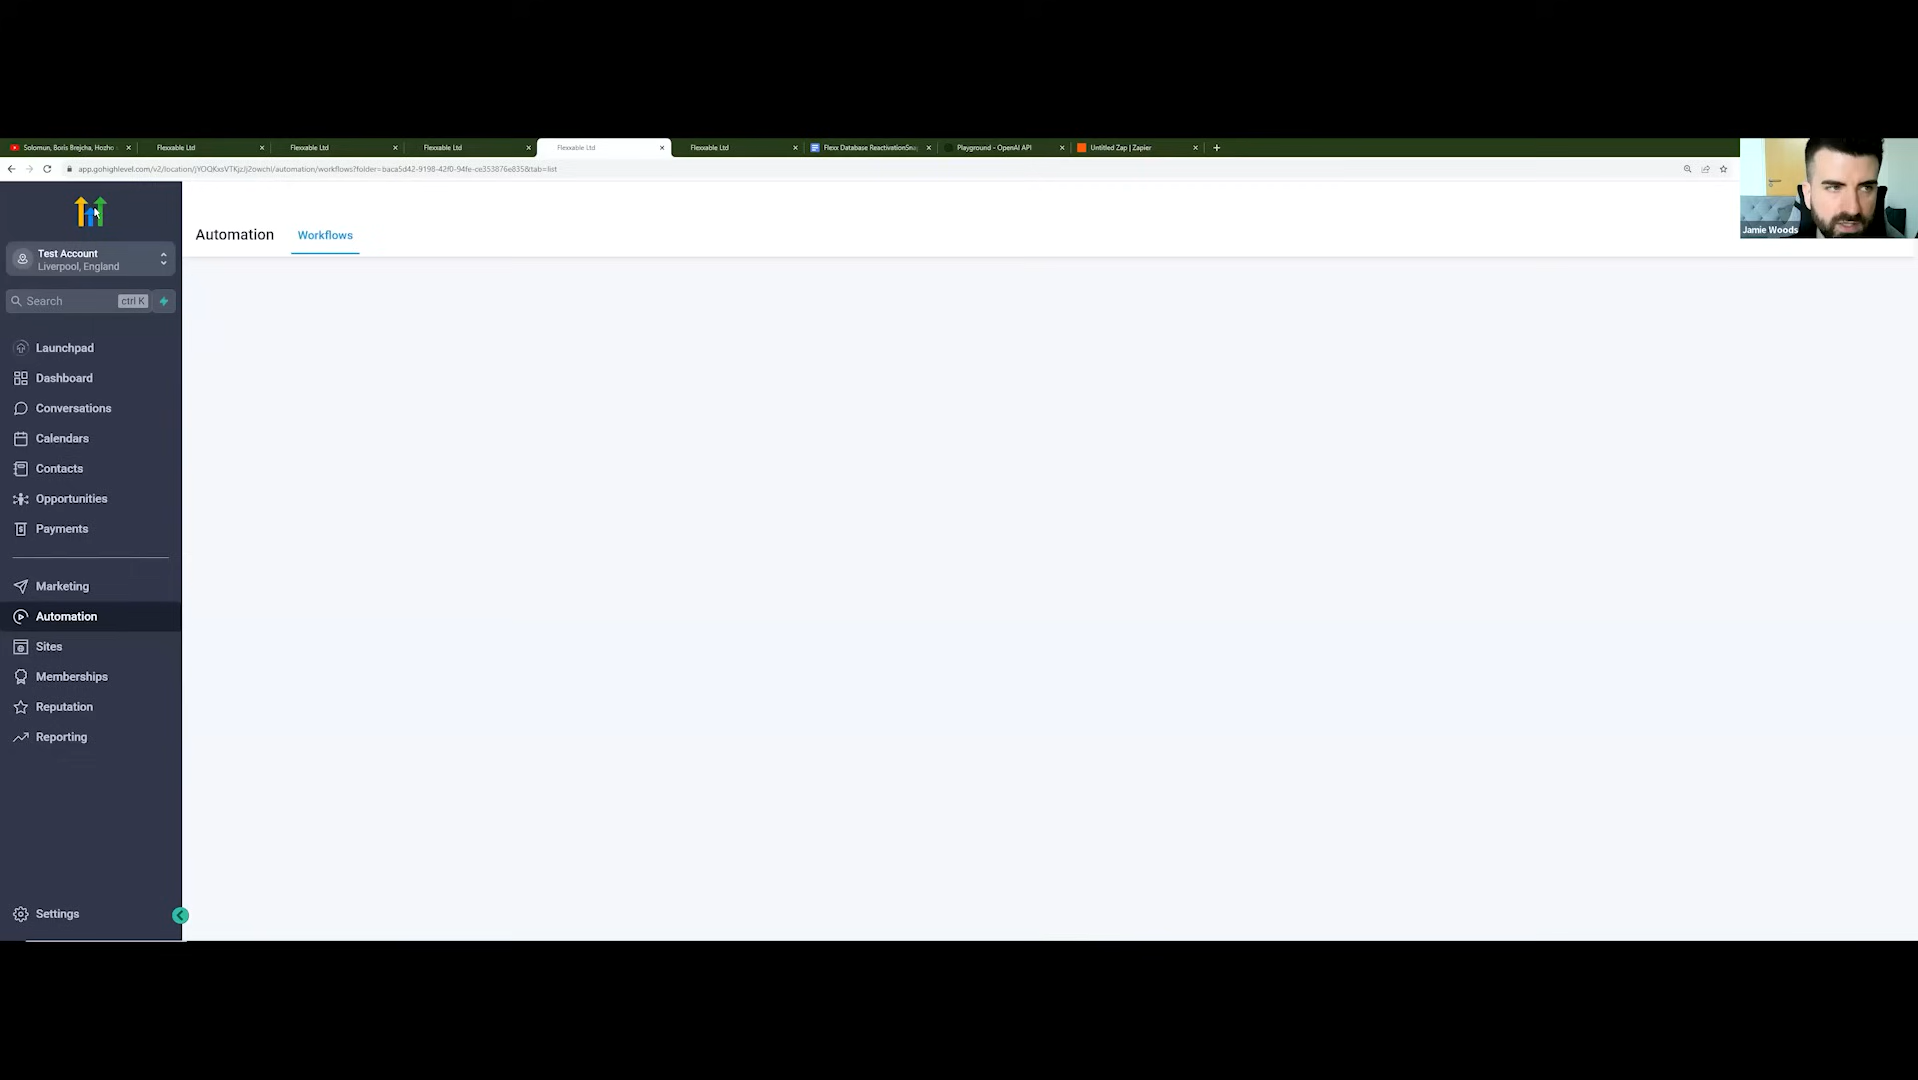 Solomun, Boris Brejcha, Hozho
Flexxable Ltd
Flexxable Ltd
Flexxable Ltd
Flexxable Ltd
Flexxable Ltd
Flexx Database ReactivationSna
Playground - OpenAI API
Untitled Zap | Zapier
Jamie Woods
Automation
Workflows
Test Account
Liverpool, England
Search
ctrl K
Launchpad
Dashboard
Conversations
Calendars
Contacts
Opportunities
Payments
Marketing
Automation
Sites
Memberships
Reputation
Reporting
Settings